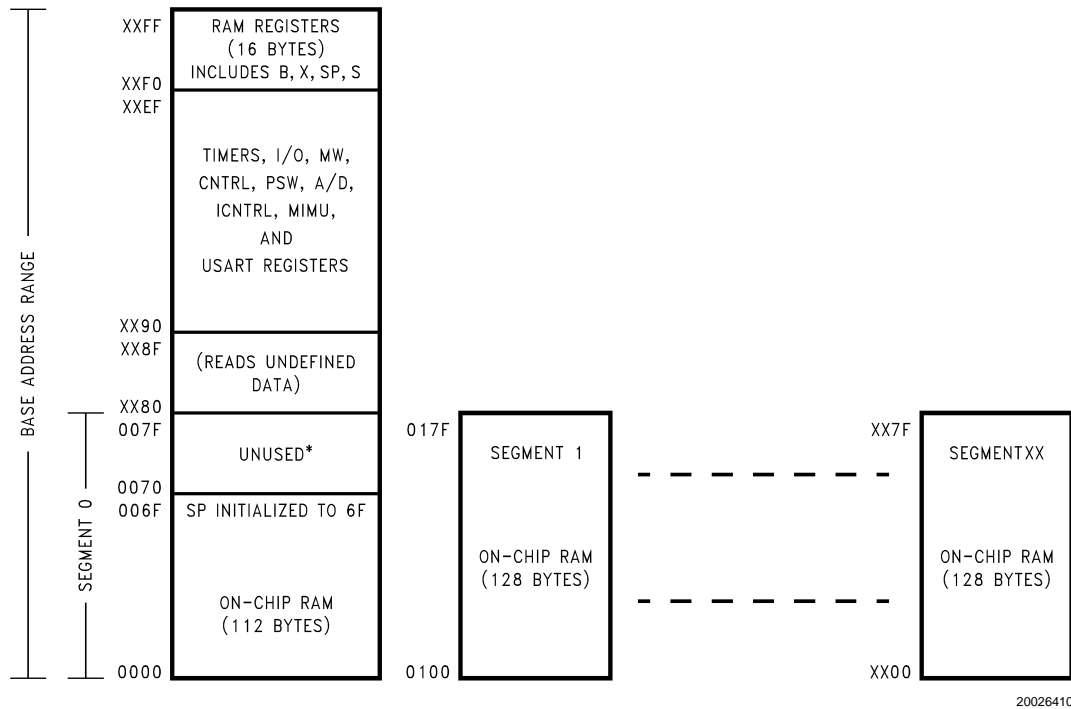 XXFF
RAM REGISTERS
(16 BYTES)
INCLUDES B, X, SP, S
XXF0
XXEF
TIMERS, I/O, MW,
CNTRL, PSW, A/D,
ICNTRL, MIMU,
AND
USART REGISTERS
XX90
XX8F
(READS UNDEFINED
DATA)
XX80
BASE ADDRESS RANGE
SEGMENT 0
007F
UNUSED*
0070
006F
SP INITIALIZED TO 6F
ON-CHIP RAM
(112 BYTES)
0000
017F
SEGMENT 1
ON-CHIP RAM
(128 BYTES)
0100
XX7F
SEGMENT XX
ON-CHIP RAM
(128 BYTES)
XX00
20026410